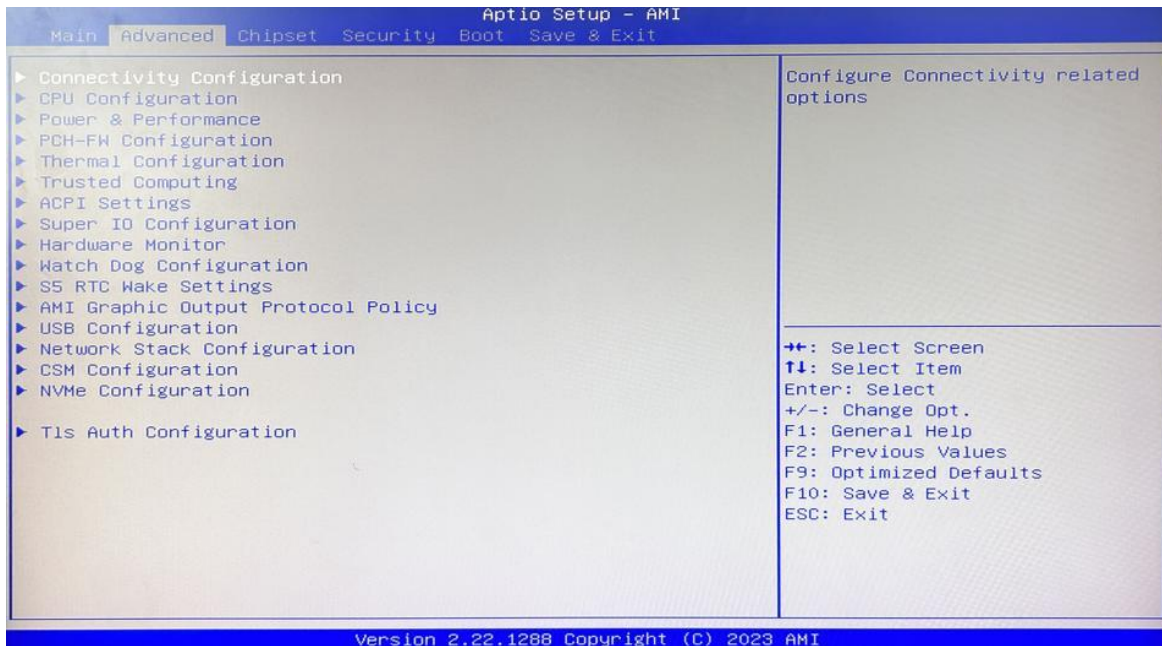 Aptio Setup – AMI
Main Advanced Chipset Security Boot Save & Exit
▶ Connectivity Configuration
▶ CPU Configuration
▶ Power & Performance
▶ PCH-FW Configuration
▶ Thermal Configuration
▶ Trusted Computing
▶ ACPI Settings
▶ Super IO Configuration
▶ Hardware Monitor
▶ Watch Dog Configuration
▶ S5 RTC Wake Settings
▶ AMI Graphic Output Protocol Policy
▶ USB Configuration
▶ Network Stack Configuration
▶ CSM Configuration
▶ NVMe Configuration
▶ Tls Auth Configuration
Configure Connectivity related
options
→←: Select Screen
↑↓: Select Item
Enter: Select
+/-: Change Opt.
F1: General Help
F2: Previous Values
F9: Optimized Defaults
F10: Save & Exit
ESC: Exit
Version 2.22.1288 Copyright (C) 2023 AMI